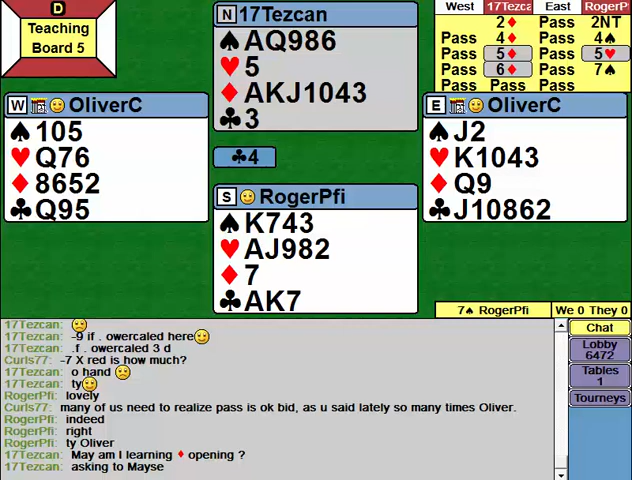 D
Teaching
Board 5
N 17Tezcan
♠ AQ986
♥ 5
♦ AKJ1043
♣ 3
West 17Tezca East RogerP
2♦ Pass 2NT
Pass 4♦ Pass 4♠
Pass 5♦ Pass 5♥
Pass 6♦ Pass 7♠
Pass Pass Pass
W OliverC
♠ 105
♥ Q76
♦ 8652
♣ Q95
♣4
E OliverC
♠ J2
♥ K1043
♦ Q9
♣ J10862
S RogerPfi
♠ K743
♥ AJ982
♦ 7
♣ AK7
7♠ RogerPfi
We 0 They 0
17Tezcan:
17Tezcan: -9 if . owercaled here
17Tezcan: .f . owercaled 3 d
Curls77: -7 X red is how much?
17Tezcan: o hand
17Tezcan: ty
RogerPfi: lovely
Curls77: many of us need to realize pass is ok bid, as u said lately so many times Oliver.
RogerPfi: indeed
RogerPfi: right
RogerPfi: ty Oliver
17Tezcan: May am I learning ♦ opening ?
17Tezcan: asking to Mayse
Chat
Lobby
6472
Tables
1
Tourneys